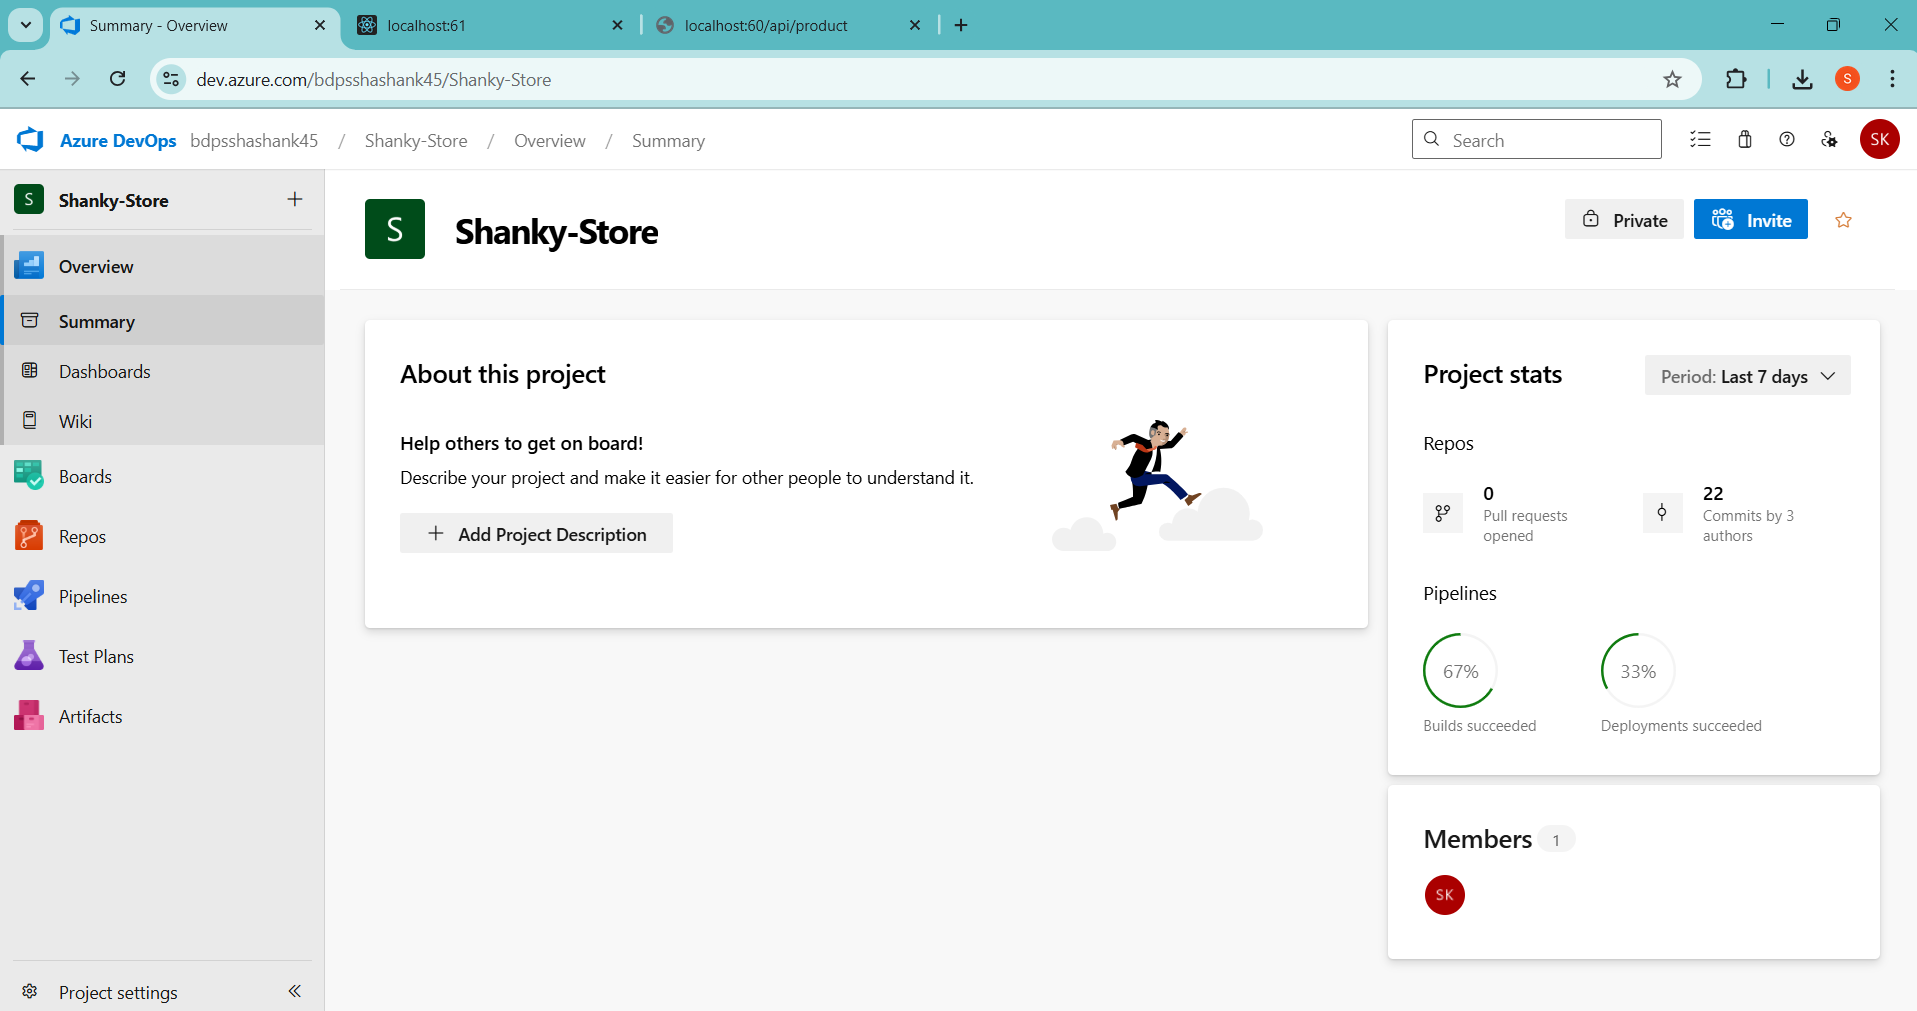 Summary - Overview
localhost:61
localhost:60/api/product
dev.azure.com/bdpsshashank45/Shanky-Store
S
Azure DevOps bdpsshashank45 / Shanky-Store / Overview / Summary
Search
SK
S Shanky-Store
Overview
Summary
Dashboards
Wiki
Boards
Repos
Pipelines
Test Plans
Artifacts
Project settings
S Shanky-Store
Private
Invite
About this project
Help others to get on board!
Describe your project and make it easier for other people to understand it.
Add Project Description
Project stats
Period: Last 7 days
Repos
0
Pull requests
opened
22
Commits by 3
authors
Pipelines
67%
Builds succeeded
33%
Deployments succeeded
Members 1
SK